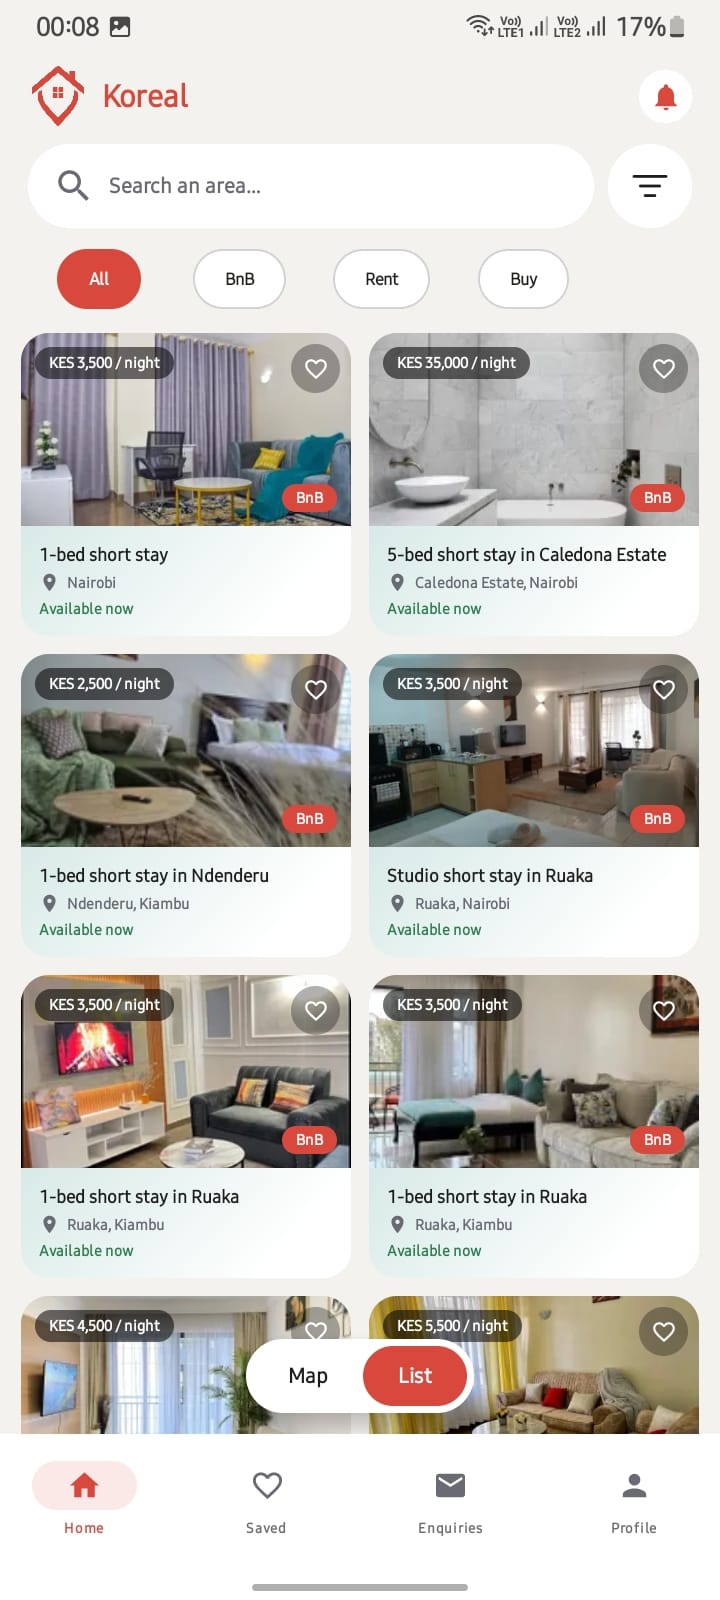 00:08 Vo)) LTE1 Vo)) LTE2 17%
Koreal
Search an area...
All BnB Rent Buy
KES 3,500 / night
BnB
1-bed short stay
Nairobi
Available now
KES 35,000 / night
BnB
5-bed short stay in Caledona Estate
Caledona Estate, Nairobi
Available now
KES 2,500 / night
BnB
1-bed short stay in Ndenderu
Ndenderu, Kiambu
Available now
KES 3,500 / night
BnB
Studio short stay in Ruaka
Ruaka, Nairobi
Available now
KES 3,500 / night
BnB
1-bed short stay in Ruaka
Ruaka, Kiambu
Available now
KES 3,500 / night
BnB
1-bed short stay in Ruaka
Ruaka, Kiambu
Available now
KES 4,500 / night
KES 5,500 / night
Map List
Home Saved Enquiries Profile